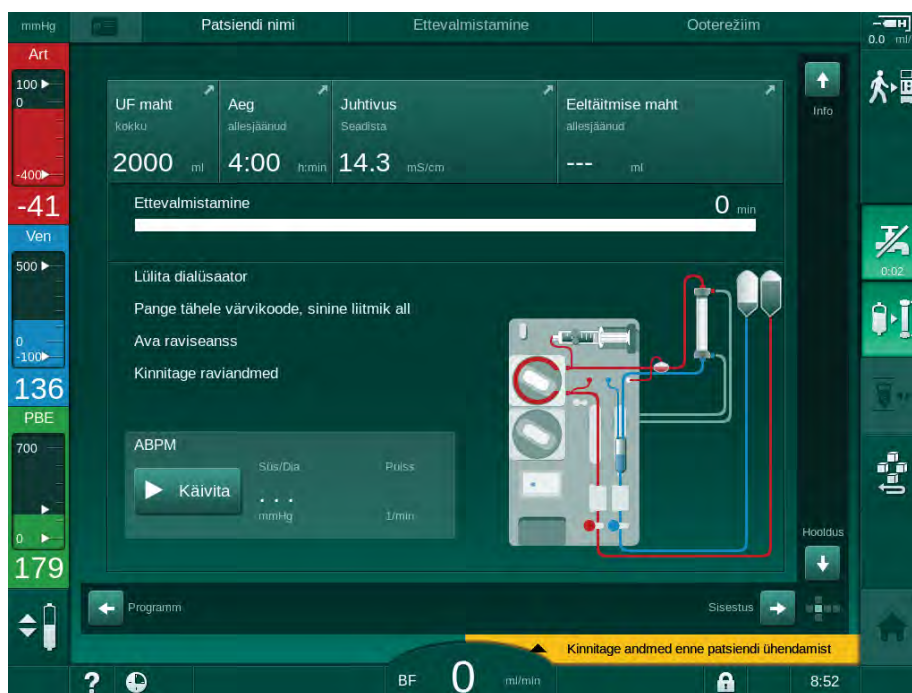 mmHg
Patsiendi nimi
Ettevalmistamine
Ooterežiim
0.0 ml/
Art
100
0
-400
-41
Ven
500
0
-100
136
PBE
700
0
179
UF maht
kokku
2000 ml
Aeg
allesjäänud
4:00 h:min
Juhtivus
Seadista
14.3 mS/cm
Eeltäitmise maht
allesjäänud
--- ml
Info
Ettevalmistamine
0 min
Lülita dialüsaator
Pange tähele värvikoode, sinine liitmik all
Ava raviseanss
Kinnitage raviandmed
ABPM
Käivita
Süs/Dia
. . .
mmHg
Pulss
1/min
0:02
Hooldus
Programm
Sisestus
Kinnitage andmed enne patsiendi ühendamist
?
BF 0 ml/min
8:52